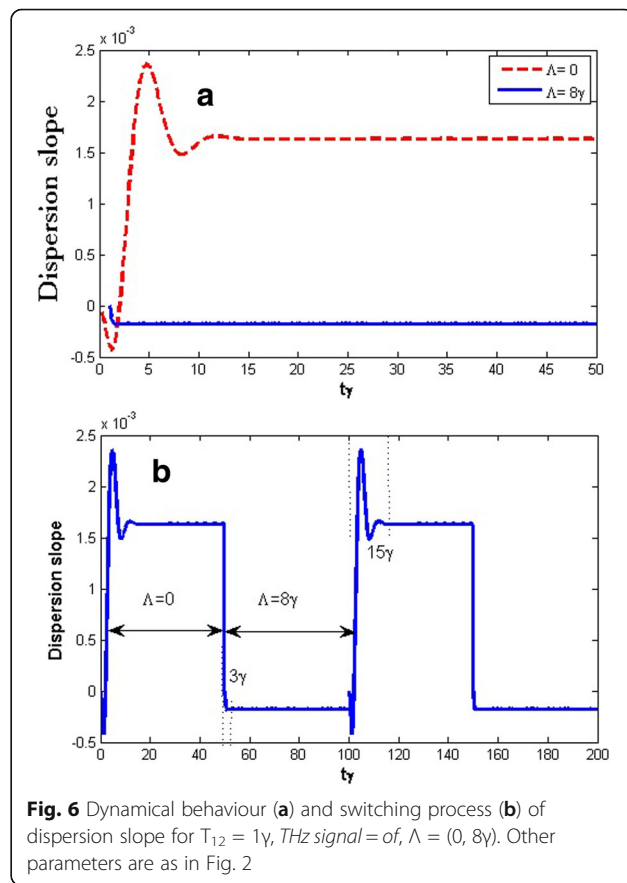 x 10⁻³
2.5
2
1.5
1
0.5
0
-0.5
Dispersion slope
a
Λ= 0
Λ= 8γ
0 5 10 15 20 25 30 35 40 45 50
tγ
x 10⁻³
2.5
2
1.5
1
0.5
0
-0.5
Dispersion slope
b
15γ
Λ=0
Λ=8γ
3γ
0 20 40 60 80 100 120 140 160 180 200
tγ
Fig. 6 Dynamical behaviour (a) and switching process (b) of
dispersion slope for T₁₂ = 1γ, THz signal = of, Λ = (0, 8γ). Other
parameters are as in Fig. 2